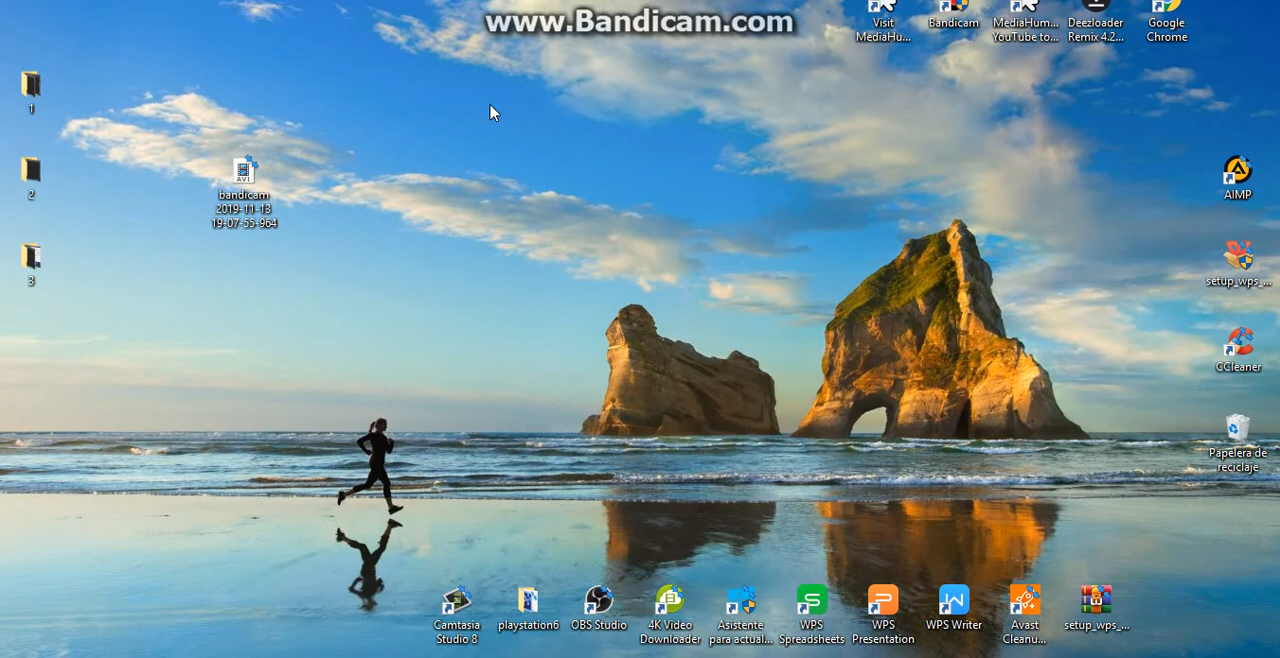 www.Bandicam.com
Visit
MediaHum...
Bandicam
MediaHum...
YouTube to...
Deezloader
Remix 4.2...
Google
Chrome
1
2
3
AVI
bandicam
2019-11-13
19-07-55-964
AIMP
setup_wps_...
CCleaner
Papelera de
reciclaje
Camtasia
Studio 8
playstation6
OBS Studio
4K Video
Downloader
Asistente
para actual...
WPS
Spreadsheets
WPS
Presentation
WPS Writer
Avast
Cleanu...
setup_wps_...